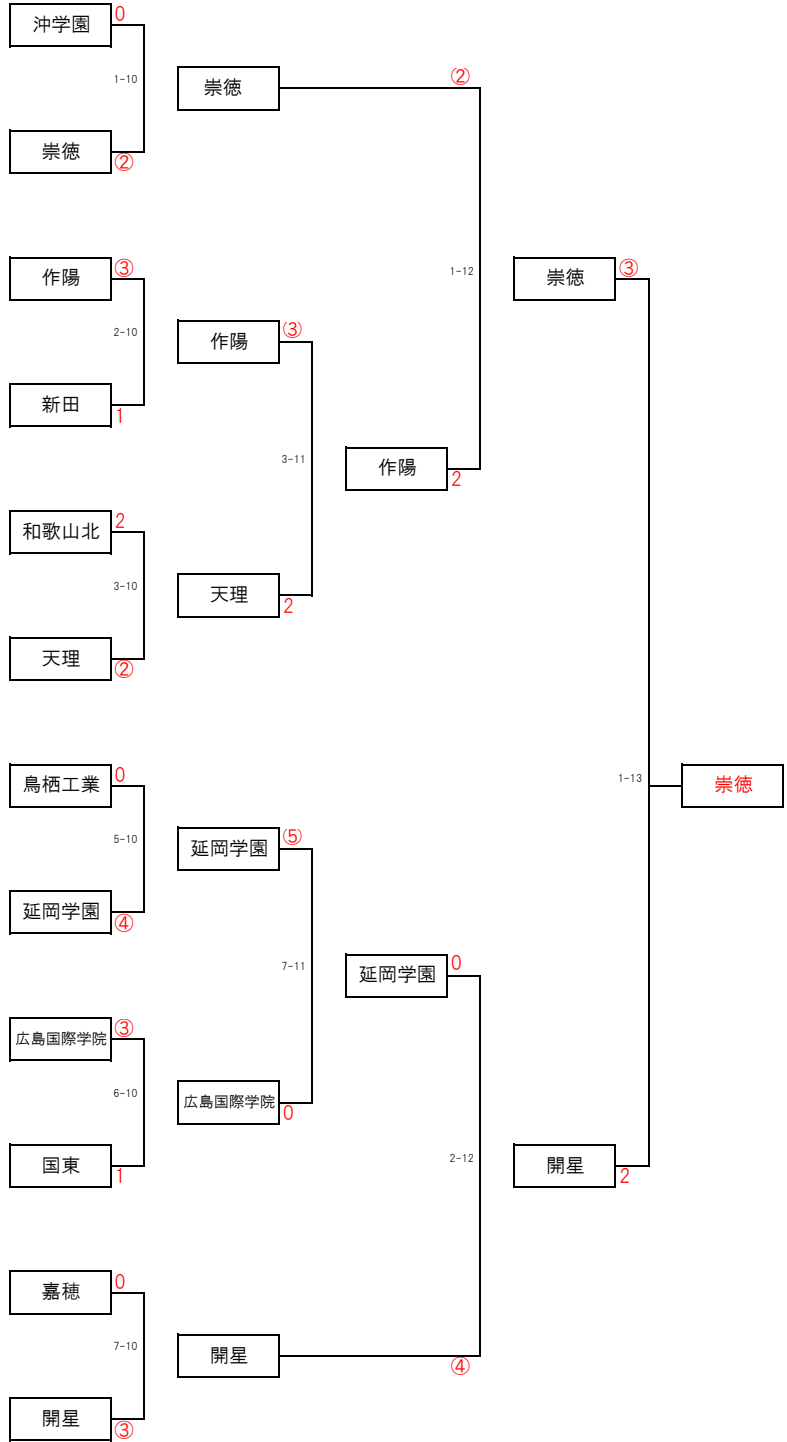 沖学園
0
1-10
崇徳
②
崇徳
②
作陽
③
2-10
新田
1
作陽
③
3-11
1-12
崇徳
③
作陽
2
和歌山北
2
3-10
天理
②
天理
2
鳥栖工業
0
5-10
延岡学園
④
延岡学園
⑤
1-13
崇徳
7-11
延岡学園
0
広島国際学院
③
6-10
国東
1
広島国際学院
0
2-12
開星
2
嘉穂
0
7-10
開星
③
開星
④